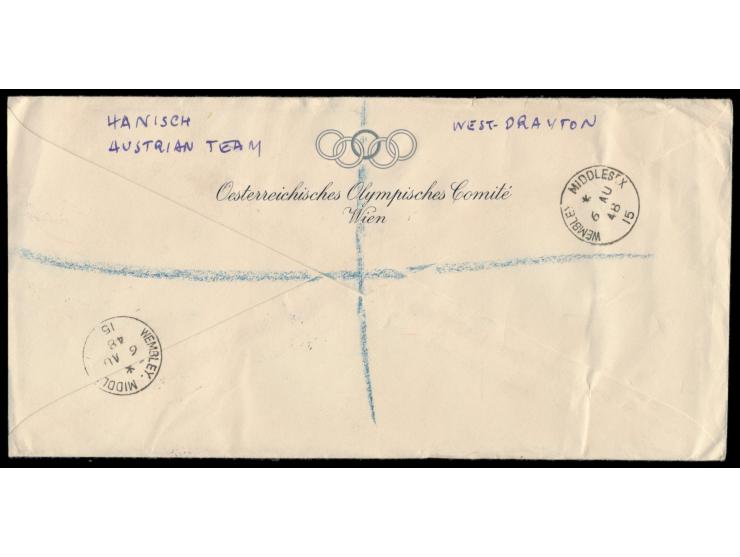 HANISCH
AUSTRIAN TEAM
WEST-DRAYTON
Oesterreichisches Olympisches Comité
Wien
WEMBLEY MIDDLESEX
*
6 AU
48
15
WEMBLEY. MIDDL
*
6 AU
48
15